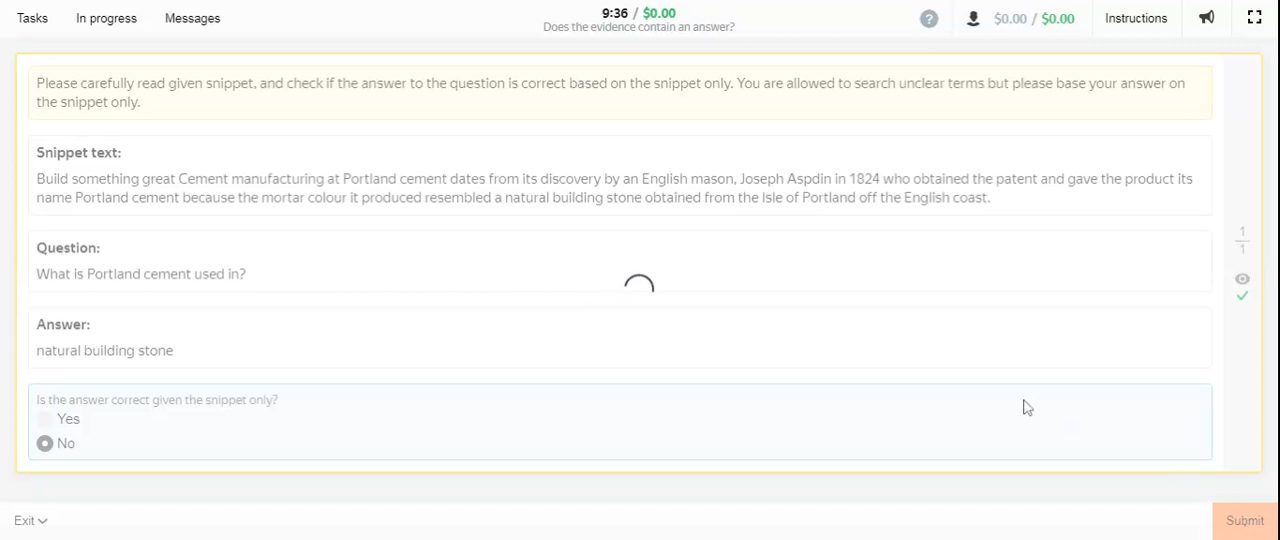 Tasks In progress Messages 9:36 / $0.00 $0.00 / $0.00 Instructions
Does the evidence contain an answer?
Please carefully read given snippet, and check if the answer to the question is correct based on the snippet only. You are allowed to search unclear terms but please base your answer on
the snippet only.
Snippet text:
Build something great Cement manufacturing at Portland cement dates from its discovery by an English mason, Joseph Aspdin in 1824 who obtained the patent and gave the product its
name Portland cement because the mortar colour it produced resembled a natural building stone obtained from the Isle of Portland off the English coast.
1
1
Question:
What is Portland cement used in?
Answer:
natural building stone
Is the answer correct given the snippet only?
Yes
No
Exit Submit